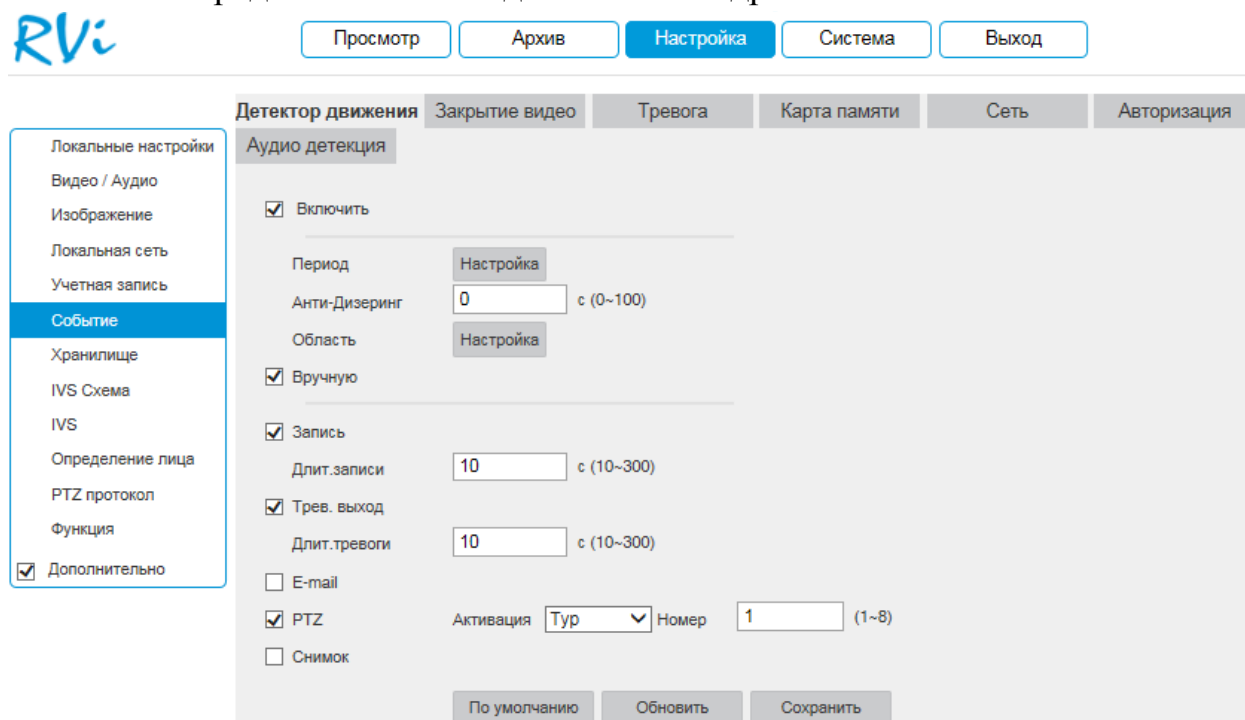 RVi
Просмотр Архив Настройка Система Выход
Детектор движения Закрытие видео Тревога Карта памяти Сеть Авторизация
Аудио детекция
Локальные настройки
Видео / Аудио
Изображение
Локальная сеть
Учетная запись
Событие
Хранилище
IVS Схема
IVS
Определение лица
PTZ протокол
Функция
Дополнительно
Включить
Период Настройка
Анти-Дизеринг 0 с (0~100)
Область Настройка
Вручную
Запись
Длит.записи 10 с (10~300)
Трев. выход
Длит.тревоги 10 с (10~300)
E-mail
PTZ Активация Тур Номер 1 (1~8)
Снимок
По умолчанию Обновить Сохранить